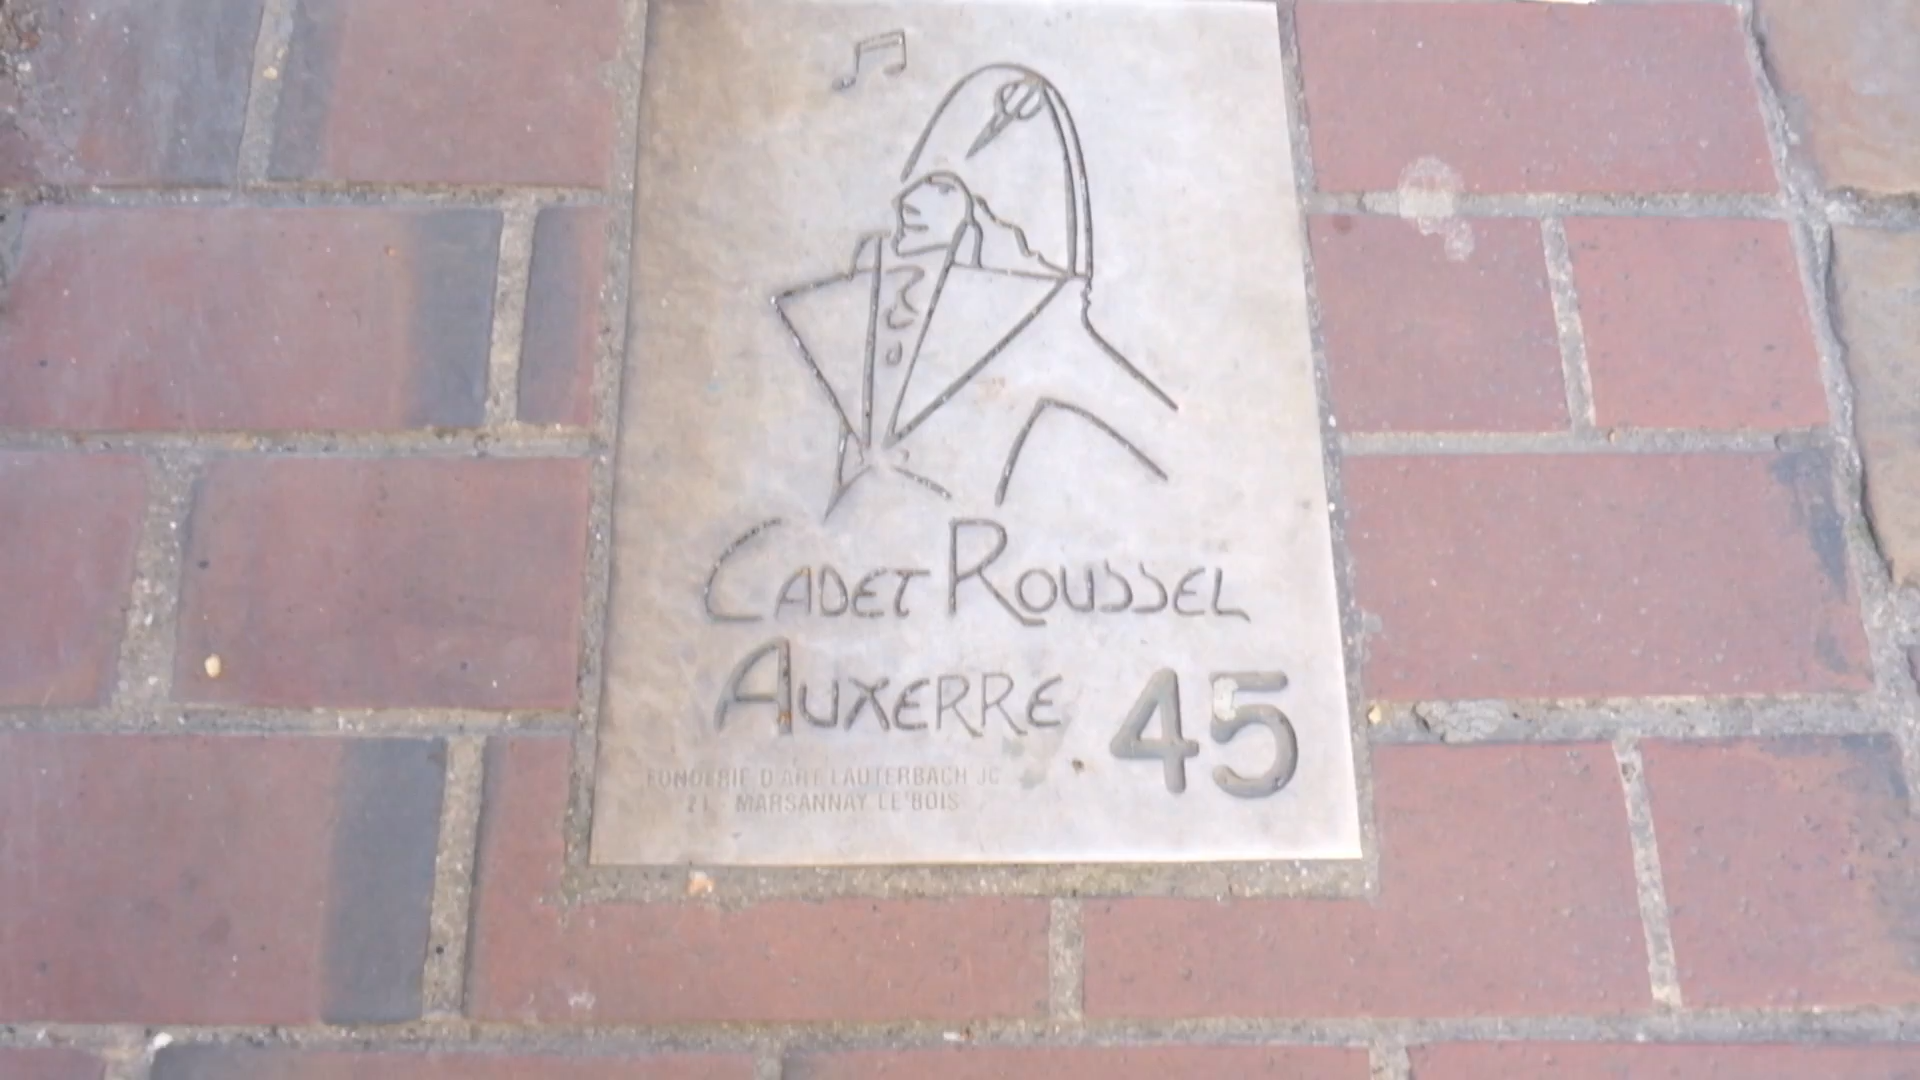 CADET ROUSSEL
AUXERRE 45
FONDERIE D'ART LAUTERBACH JC
21 - MARSANNAY LE BOIS